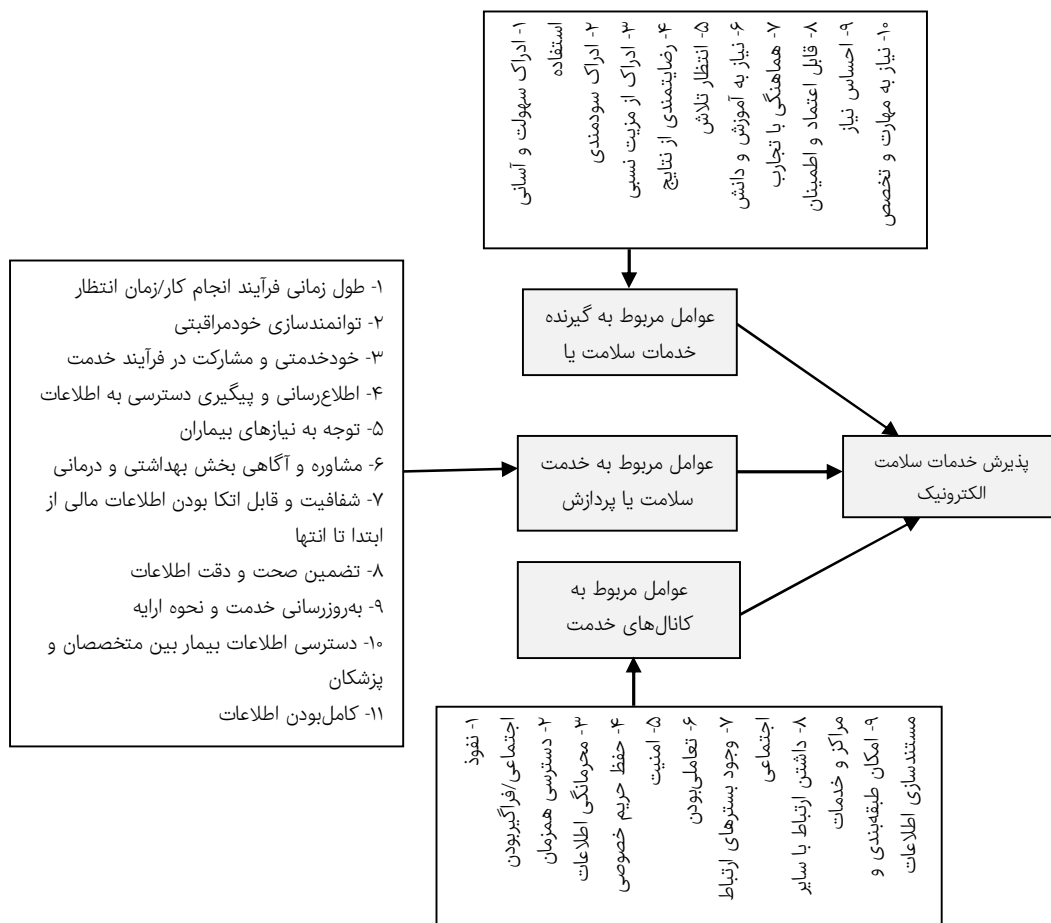 ۱- ادراک سهولت و آسانی
استفاده
۲- ادراک سودمندی
۳- ادراک از مزیت نسبی
۴- رضایتمندی از نتایج
۵- انتظار تلاش
۶- نیاز به آموزش و دانش
۷- هماهنگی با تجارب
۸- قابل اعتماد و اطمینان
۹- احساس نیاز
۱۰- نیاز به مهارت و تخصص
عوامل مربوط به گیرنده
خدمات سلامت یا
۱- طول زمانی فرآیند انجام کار/زمان انتظار
۲- توانمندسازی خودمراقبتی
۳- خودخدمتی و مشارکت در فرآیند خدمت
۴- اطلاع‌رسانی و پیگیری دسترسی به اطلاعات
۵- توجه به نیازهای بیماران
۶- مشاوره و آگاهی بخش بهداشتی و درمانی
۷- شفافیت و قابل اتکا بودن اطلاعات مالی از
ابتدا تا انتها
۸- تضمین صحت و دقت اطلاعات
۹- به‌روزرسانی خدمت و نحوه ارایه
۱۰- دسترسی اطلاعات بیمار بین متخصصان و
پزشکان
۱۱- کامل‌بودن اطلاعات
عوامل مربوط به خدمت
سلامت یا پردازش
پذیرش خدمات سلامت
الکترونیک
عوامل مربوط به
کانال‌های خدمت
۱- نفوذ
اجتماعی/فراگیربودن
۲- دسترسی همزمان
۳- محرمانگی اطلاعات
۴- حفظ حریم خصوصی
۵- امنیت
۶- تعاملی‌بودن
۷- وجود بسترهای ارتباط
اجتماعی
۸- داشتن ارتباط با سایر
مراکز و خدمات
۹- امکان طبقه‌بندی و
مستندسازی اطلاعات